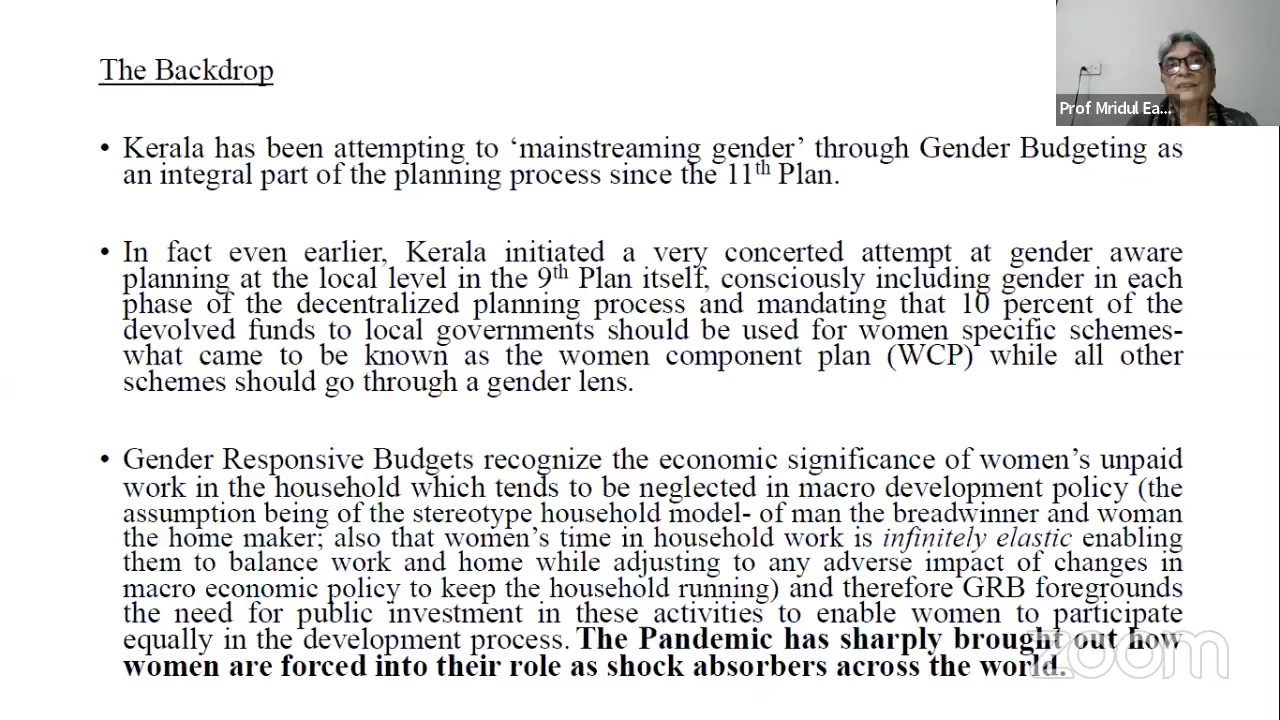 The Backdrop
Prof Mridul Ea...
• Kerala has been attempting to ‘mainstreaming gender’ through Gender Budgeting as
an integral part of the planning process since the 11th Plan.
• In fact even earlier, Kerala initiated a very concerted attempt at gender aware
planning at the local level in the 9th Plan itself, consciously including gender in each
phase of the decentralized planning process and mandating that 10 percent of the
devolved funds to local governments should be used for women specific schemes-
what came to be known as the women component plan (WCP) while all other
schemes should go through a gender lens.
• Gender Responsive Budgets recognize the economic significance of women’s unpaid
work in the household which tends to be neglected in macro development policy (the
assumption being of the stereotype household model- of man the breadwinner and woman
the home maker; also that women’s time in household work is infinitely elastic enabling
them to balance work and home while adjusting to any adverse impact of changes in
macro economic policy to keep the household running) and therefore GRB foregrounds
the need for public investment in these activities to enable women to participate
equally in the development process. The Pandemic has sharply brought out how
women are forced into their role as shock absorbers across the world.
zoom